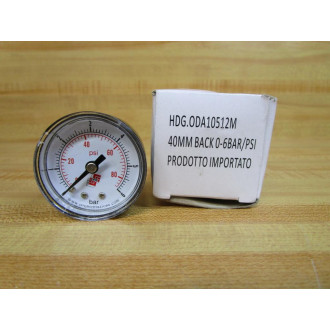 HDG.ODA10512M
40MM BACK 0-6BAR/PSI
PRODOTTO IMPORTATO
40
(psi)
60
20
80
bar